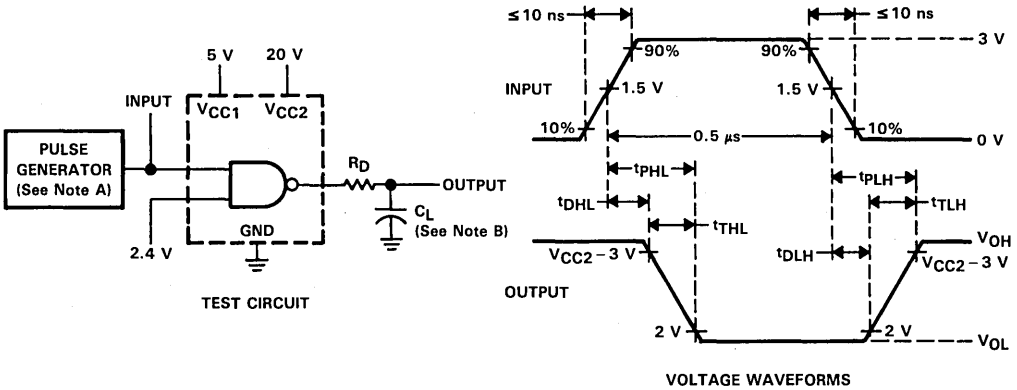 5 V
20 V
INPUT
VCC1
VCC2
PULSE
GENERATOR
(See Note A)
2.4 V
GND
RD
OUTPUT
CL
(See Note B)
TEST CIRCUIT
≤10 ns
≤10 ns
3 V
90%
90%
INPUT
1.5 V
1.5 V
10%
10%
0 V
0.5 μs
tPHL
tPLH
tDHL
tTLH
tTHL
tDLH
VOH
VCC2−3 V
VCC2−3 V
OUTPUT
2 V
2 V
VOL
VOLTAGE WAVEFORMS